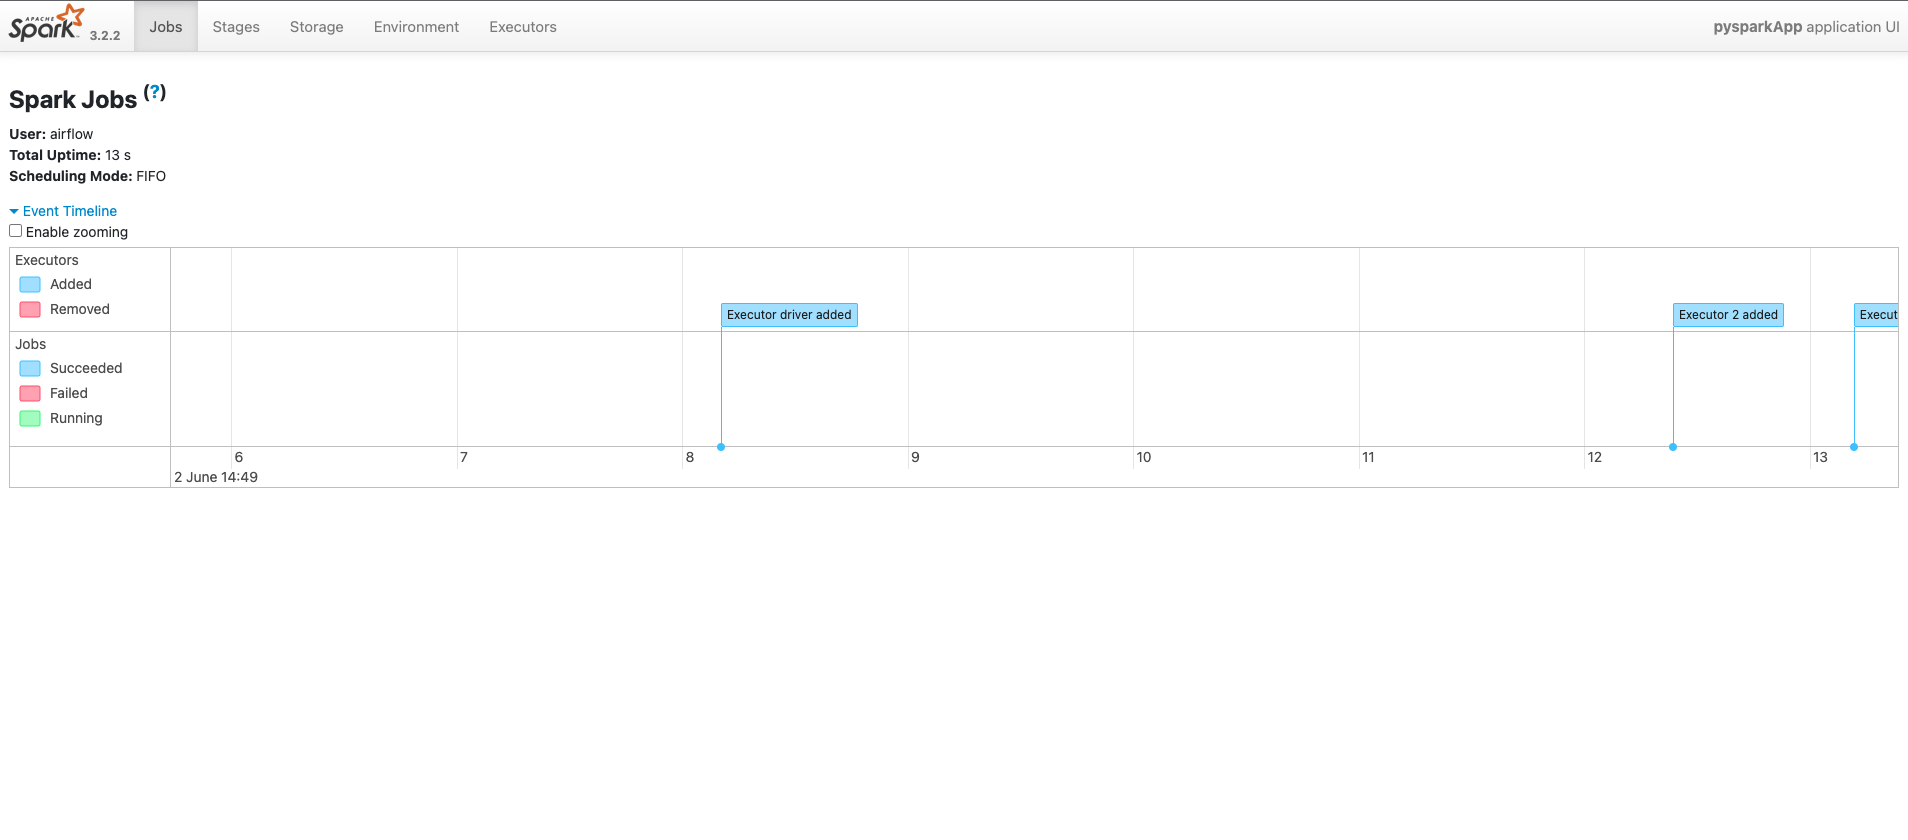 APACHE
Spark 3.2.2 Jobs Stages Storage Environment Executors pysparkApp application UI
Spark Jobs (?)
User: airflow
Total Uptime: 13 s
Scheduling Mode: FIFO
Event Timeline
Enable zooming
Executors
Added
Removed
Executor driver added Executor 2 added Execut
Jobs
Succeeded
Failed
Running
6 7 8 9 10 11 12 13
2 June 14:49